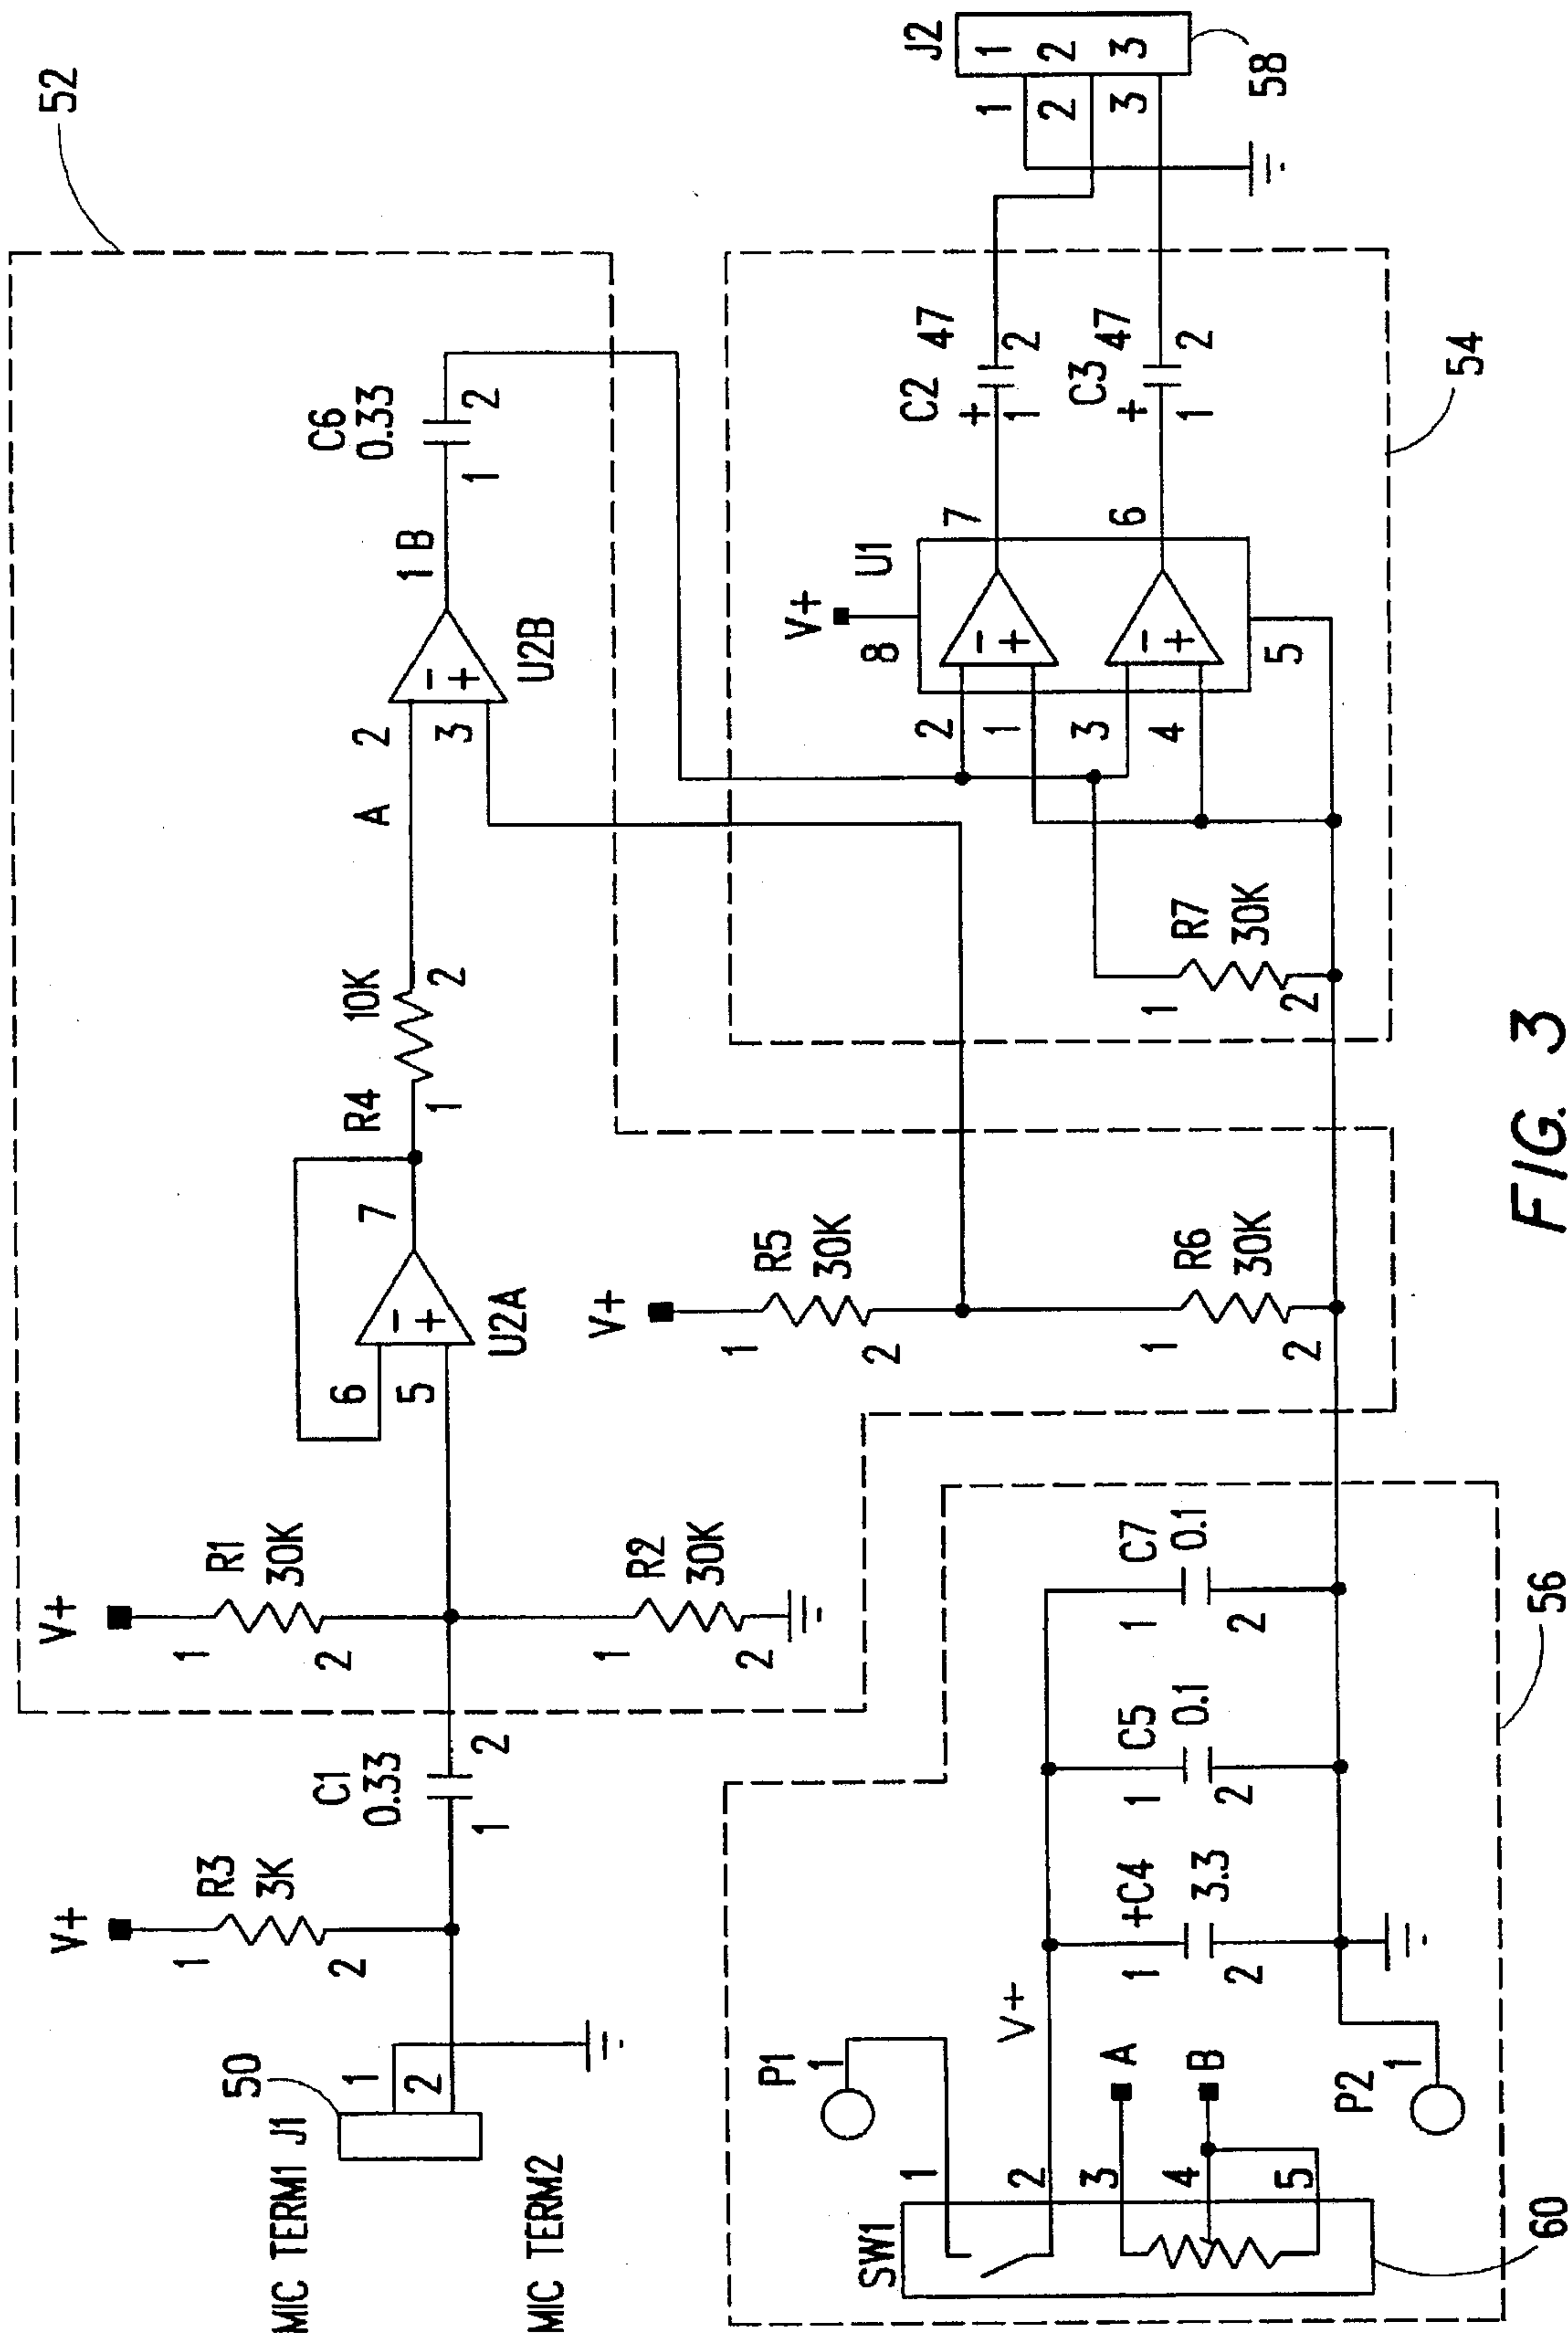 52
V+
1
R1
30K
2
V+
1
R3
3K
2
MIC TERM1 J1
50
1
2
MIC TERM2
C1
0.33
1
2
R2
30K
1
2
6
5
7
U2A
R4
10K
1
2
A
2
3
1 B
U2B
C6
0.33
1
2
V+
1
R5
30K
2
1
R6
30K
2
V+
8
U1
2
1
3
4
7
6
5
C2
47
+
1
2
C3
47
+
1
2
J2
1
2
3
1
2
3
58
1
R7
30K
2
54
P1
1
SW1
1
2
3
4
5
V+
A
B
+C4
3.3
1
2
C5
0.1
1
2
C7
0.1
1
2
P2
1
60
56
FIG. 3